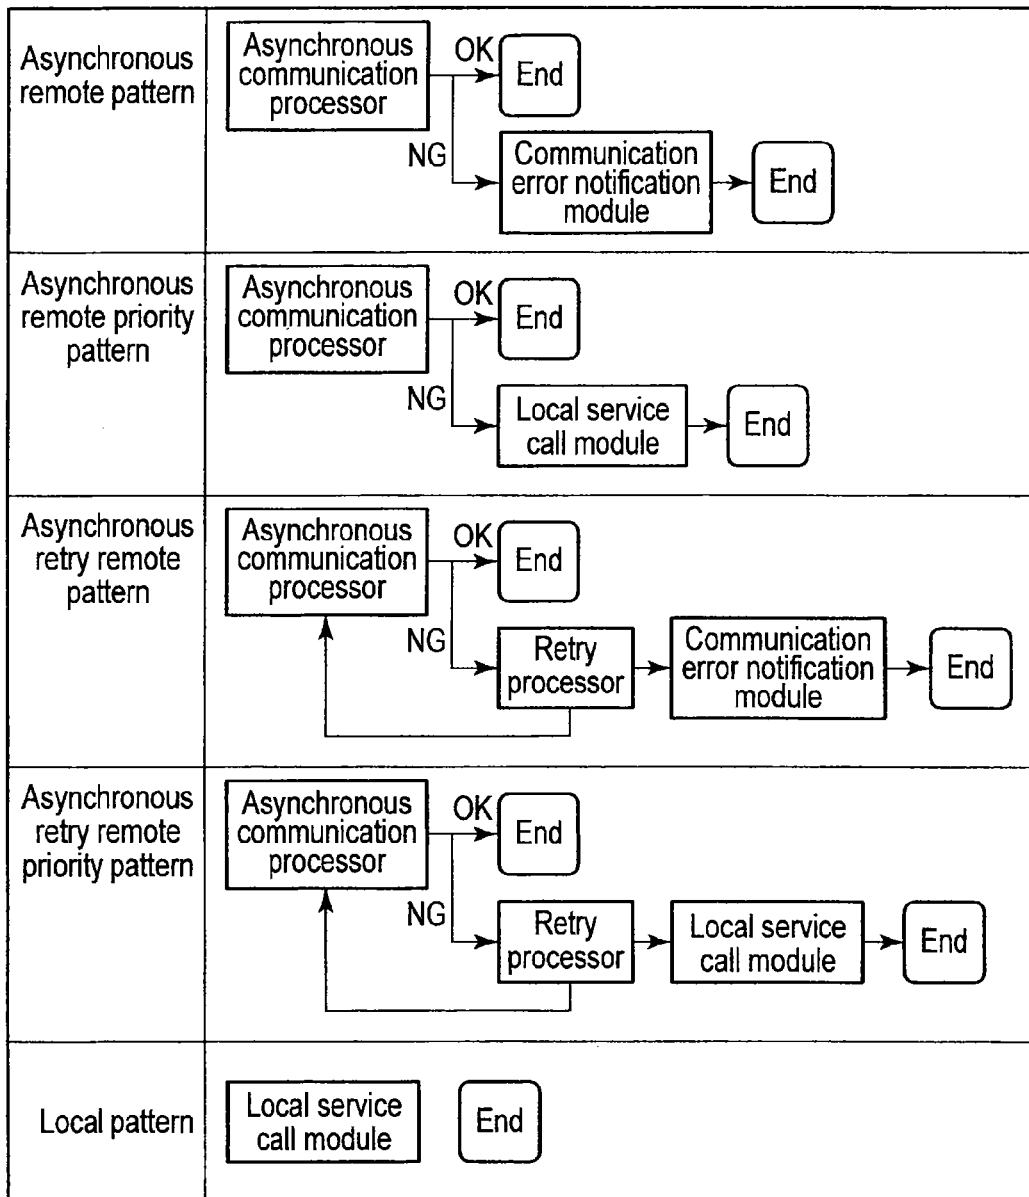 Asynchronous
remote pattern
Asynchronous
communication
processor
OK
End
NG
Communication
error notification
module
End
Asynchronous
remote priority
pattern
Asynchronous
communication
processor
OK
End
NG
Local service
call module
End
Asynchronous
retry remote
pattern
Asynchronous
communication
processor
OK
End
NG
Retry
processor
Communication
error notification
module
End
Asynchronous
retry remote
priority pattern
Asynchronous
communication
processor
OK
End
NG
Retry
processor
Local service
call module
End
Local pattern
Local service
call module
End